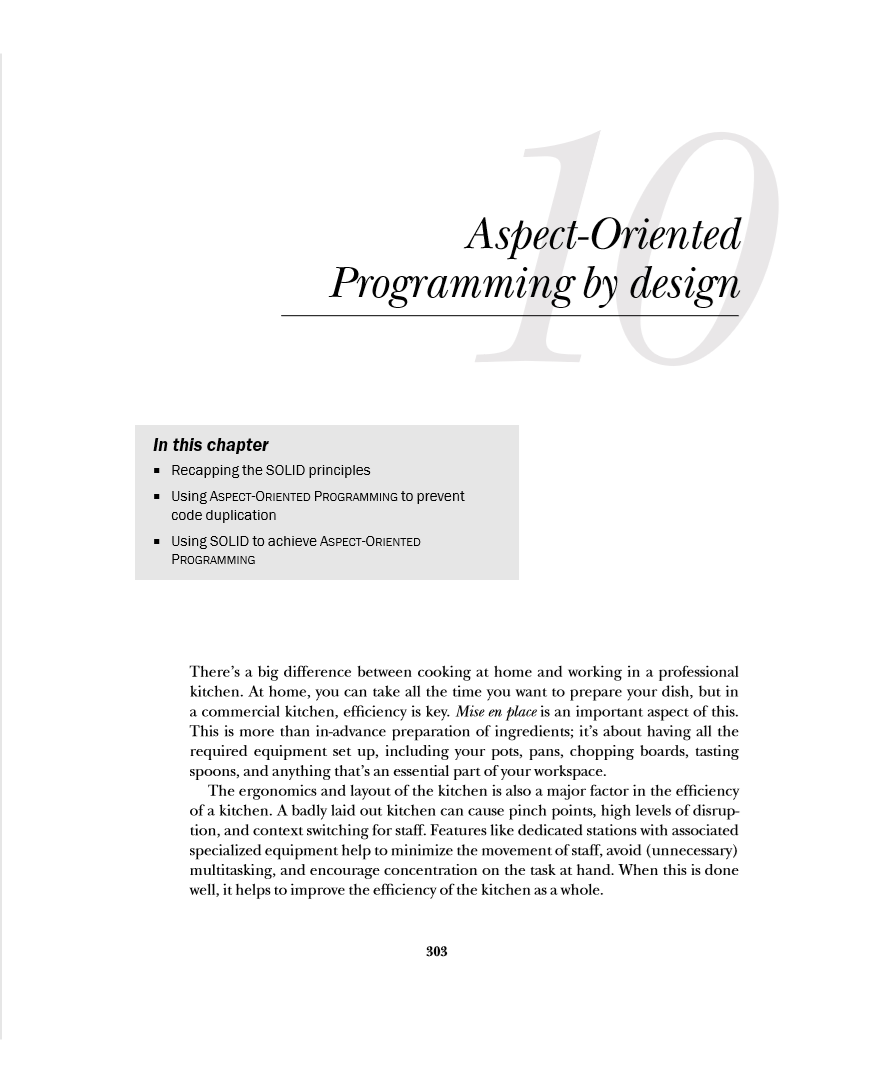 10
Aspect-Oriented
Programming by design
In this chapter
▪ Recapping the SOLID principles
▪ Using ASPECT-ORIENTED PROGRAMMING to prevent
code duplication
▪ Using SOLID to achieve ASPECT-ORIENTED
PROGRAMMING
There's a big difference between cooking at home and working in a professional
kitchen. At home, you can take all the time you want to prepare your dish, but in
a commercial kitchen, efficiency is key. Mise en place is an important aspect of this.
This is more than in-advance preparation of ingredients; it's about having all the
required equipment set up, including your pots, pans, chopping boards, tasting
spoons, and anything that's an essential part of your workspace.
The ergonomics and layout of the kitchen is also a major factor in the efficiency
of a kitchen. A badly laid out kitchen can cause pinch points, high levels of disrup-
tion, and context switching for staff. Features like dedicated stations with associated
specialized equipment help to minimize the movement of staff, avoid (unnecessary)
multitasking, and encourage concentration on the task at hand. When this is done
well, it helps to improve the efficiency of the kitchen as a whole.
303